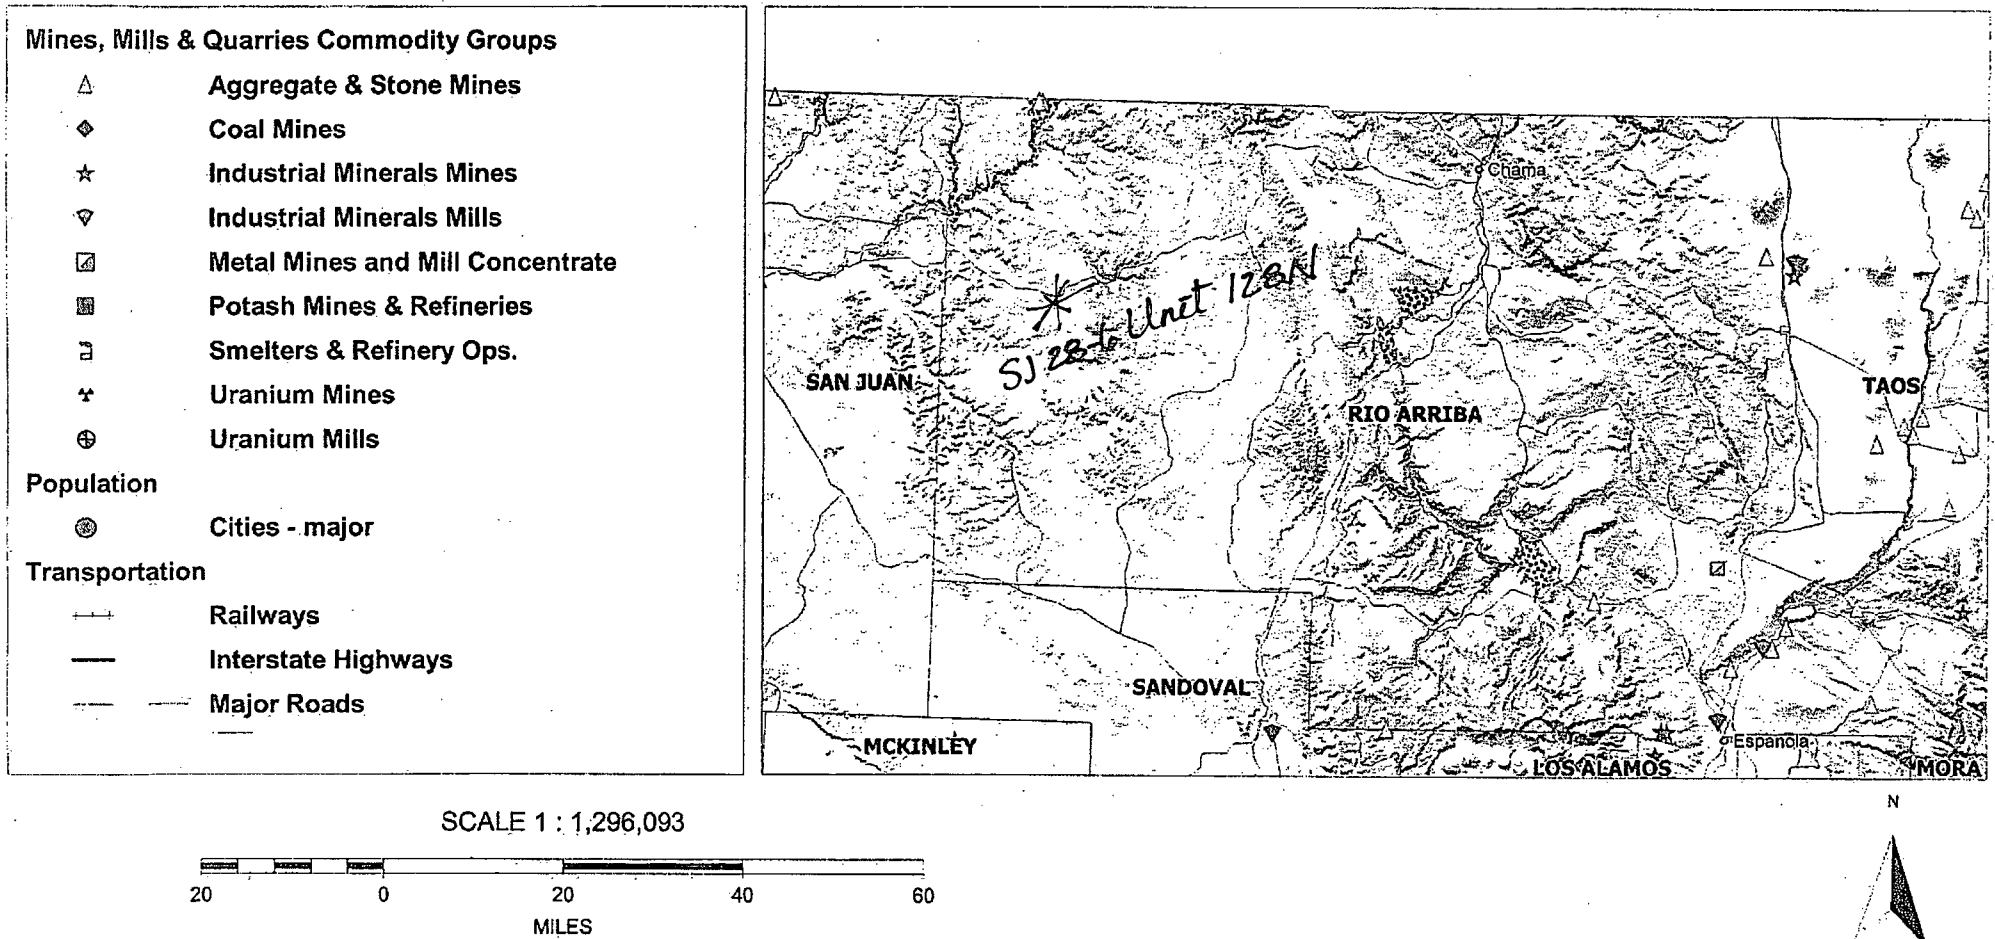 Mines, Mills & Quarries Commodity Groups
Aggregate & Stone Mines
Coal Mines
Industrial Minerals Mines
Industrial Minerals Mills
Metal Mines and Mill Concentrate
Potash Mines & Refineries
Smelters & Refinery Ops.
Uranium Mines
Uranium Mills
Population
Cities - major
Transportation
Railways
Interstate Highways
Major Roads
Chama
SJ 28-6 Unit 128N
SAN JUAN
RIO ARRIBA
TAOS
SANDOVAL
MCKINLEY
Espanola
LOS ALAMOS
MORA
SCALE 1 : 1,296,093
20 0 20 40 60
MILES
N